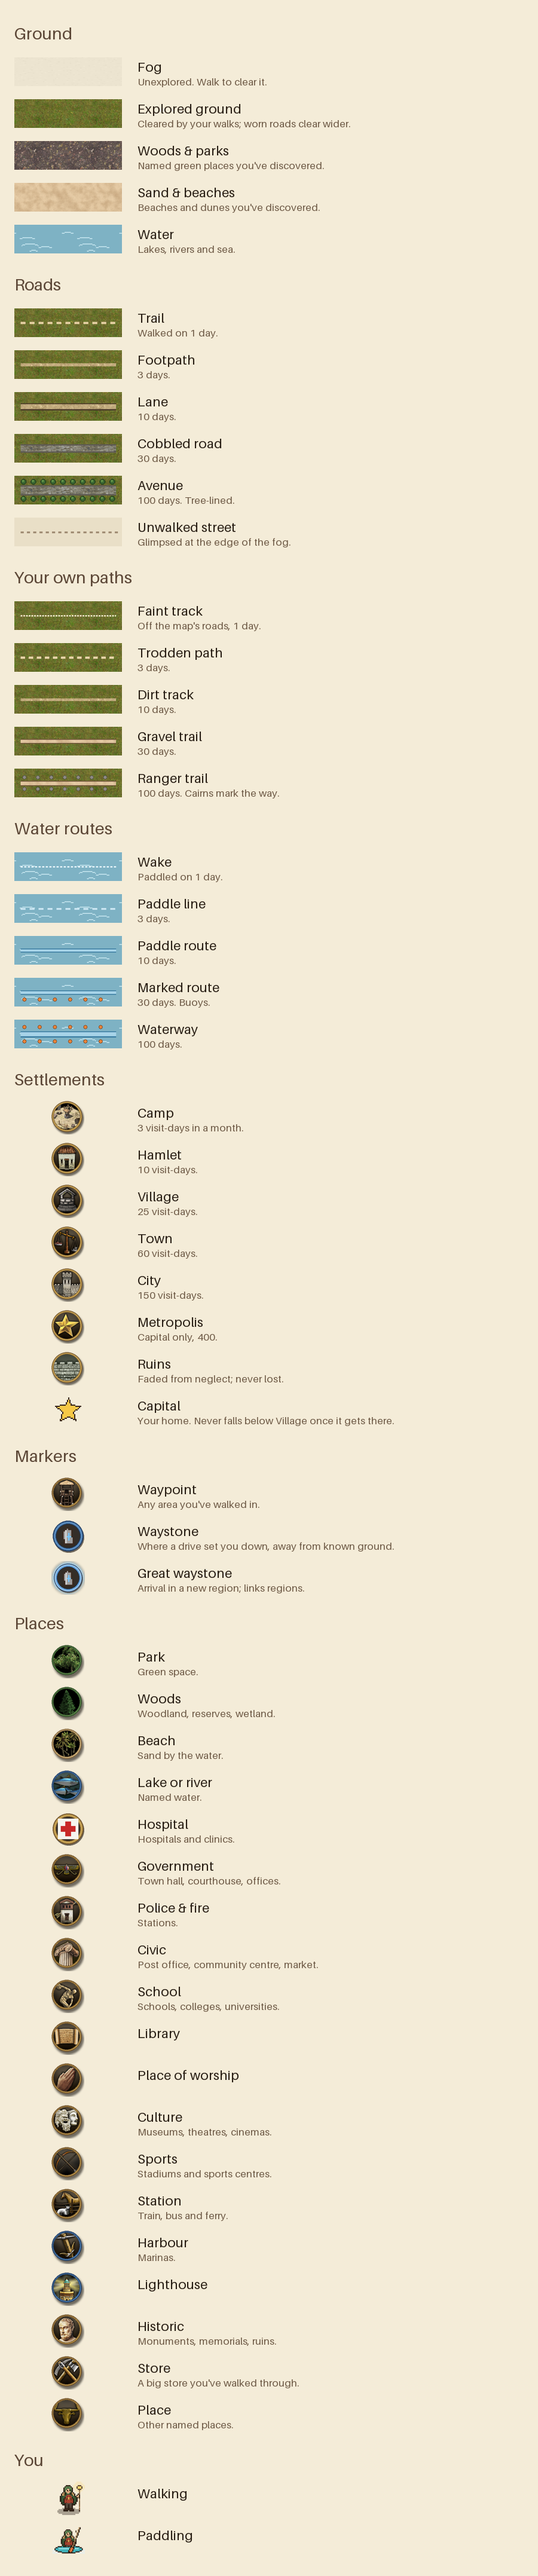 Ground
Fog
Unexplored. Walk to clear it.
Explored ground
Cleared by your walks; worn roads clear wider.
Woods & parks
Named green places you've discovered.
Sand & beaches
Beaches and dunes you've discovered.
Water
Lakes, rivers and sea.
Roads
Trail
Walked on 1 day.
Footpath
3 days.
Lane
10 days.
Cobbled road
30 days.
Avenue
100 days. Tree-lined.
Unwalked street
Glimpsed at the edge of the fog.
Your own paths
Faint track
Off the map's roads, 1 day.
Trodden path
3 days.
Dirt track
10 days.
Gravel trail
30 days.
Ranger trail
100 days. Cairns mark the way.
Water routes
Wake
Paddled on 1 day.
Paddle line
3 days.
Paddle route
10 days.
Marked route
30 days. Buoys.
Waterway
100 days.
Settlements
Camp
3 visit-days in a month.
Hamlet
10 visit-days.
Village
25 visit-days.
Town
60 visit-days.
City
150 visit-days.
Metropolis
Capital only, 400.
Ruins
Faded from neglect; never lost.
Capital
Your home. Never falls below Village once it gets there.
Markers
Waypoint
Any area you've walked in.
Waystone
Where a drive set you down, away from known ground.
Great waystone
Arrival in a new region; links regions.
Places
Park
Green space.
Woods
Woodland, reserves, wetland.
Beach
Sand by the water.
Lake or river
Named water.
Hospital
Hospitals and clinics.
Government
Town hall, courthouse, offices.
Police & fire
Stations.
Civic
Post office, community centre, market.
School
Schools, colleges, universities.
Library
Place of worship
Culture
Museums, theatres, cinemas.
Sports
Stadiums and sports centres.
Station
Train, bus and ferry.
Harbour
Marinas.
Lighthouse
Historic
Monuments, memorials, ruins.
Store
A big store you've walked through.
Place
Other named places.
You
Walking
Paddling